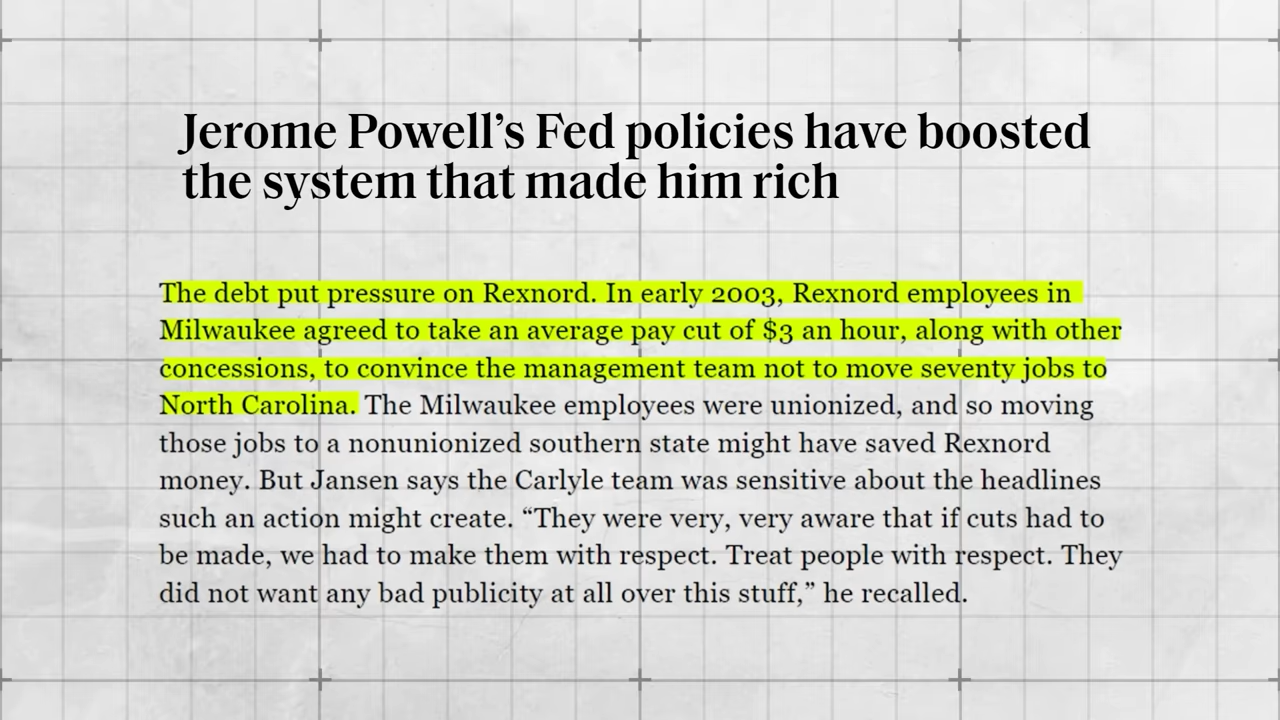 Jerome Powell’s Fed policies have boosted
the system that made him rich
The debt put pressure on Rexnord. In early 2003, Rexnord employees in
Milwaukee agreed to take an average pay cut of $3 an hour, along with other
concessions, to convince the management team not to move seventy jobs to
North Carolina. The Milwaukee employees were unionized, and so moving
those jobs to a nonunionized southern state might have saved Rexnord
money. But Jansen says the Carlyle team was sensitive about the headlines
such an action might create. “They were very, very aware that if cuts had to
be made, we had to make them with respect. Treat people with respect. They
did not want any bad publicity at all over this stuff,” he recalled.